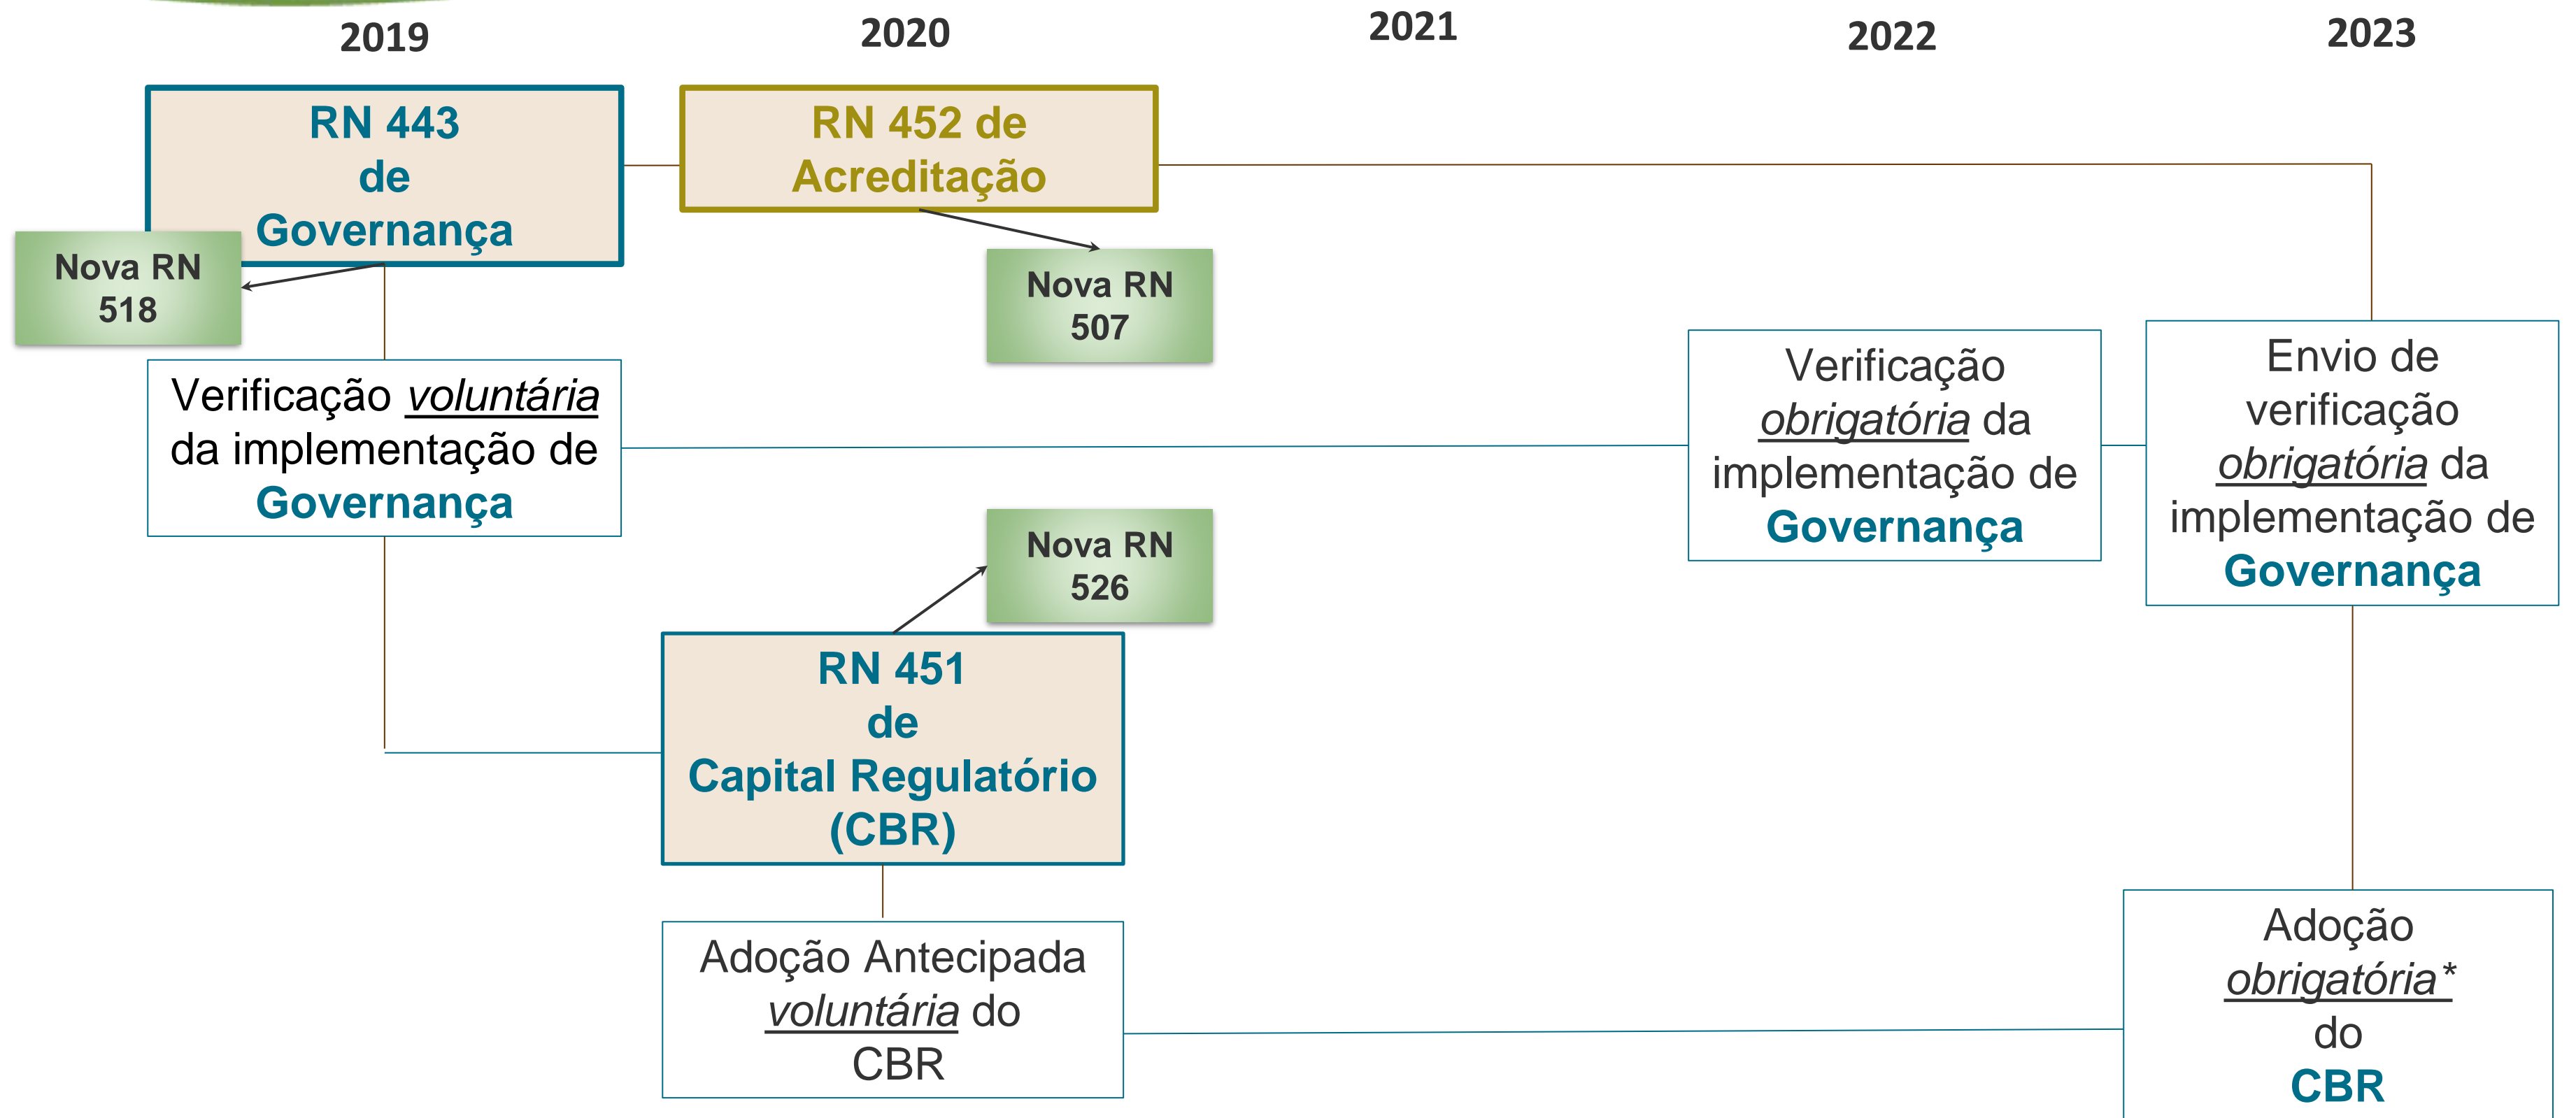 2019
2020
2021
2022
2023
RN 443
de
Governança
RN 452 de
Acreditação
Nova RN
518
Nova RN
507
Verificação voluntária
da implementação de
Governança
Verificação
obrigatória da
implementação de
Governança
Envio de
verificação
obrigatória da
implementação de
Governança
Nova RN
526
RN 451
de
Capital Regulatório
(CBR)
Adoção Antecipada
voluntária do
CBR
Adoção
obrigatória*
do
CBR